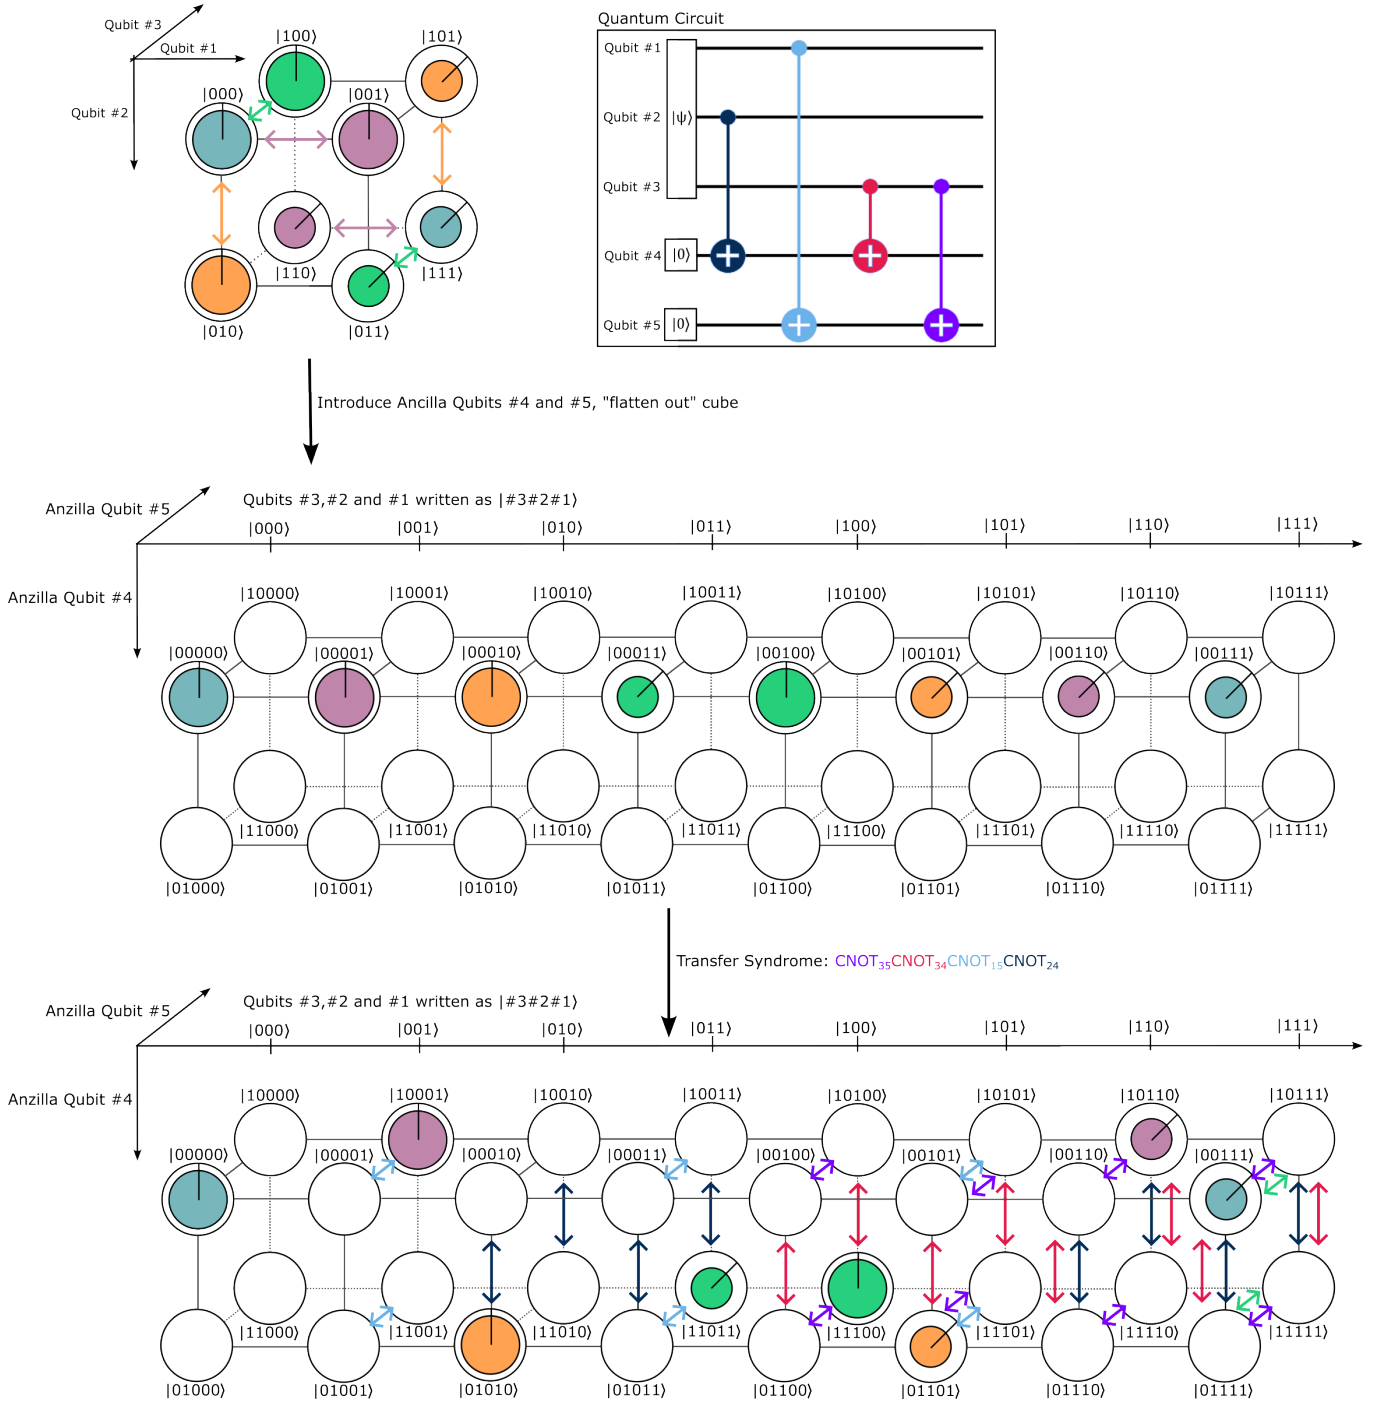 Qubit #3
Qubit #1
Qubit #2
|100⟩
|101⟩
|000⟩
|001⟩
|110⟩
|111⟩
|010⟩
|011⟩
Quantum Circuit
Qubit #1
Qubit #2
|ψ⟩
Qubit #3
Qubit #4
|0⟩
Qubit #5
|0⟩
Introduce Ancilla Qubits #4 and #5, "flatten out" cube
Anzilla Qubit #5
Qubits #3,#2 and #1 written as |#3#2#1⟩
|000⟩ |001⟩ |010⟩ |011⟩ |100⟩ |101⟩ |110⟩ |111⟩
Anzilla Qubit #4
|10000⟩ |10001⟩ |10010⟩ |10011⟩ |10100⟩ |10101⟩ |10110⟩ |10111⟩
|00000⟩ |00001⟩ |00010⟩ |00011⟩ |00100⟩ |00101⟩ |00110⟩ |00111⟩
|11000⟩ |11001⟩ |11010⟩ |11011⟩ |11100⟩ |11101⟩ |11110⟩ |11111⟩
|01000⟩ |01001⟩ |01010⟩ |01011⟩ |01100⟩ |01101⟩ |01110⟩ |01111⟩
Transfer Syndrome: CNOT35CNOT34CNOT15CNOT24
Anzilla Qubit #5
Qubits #3,#2 and #1 written as |#3#2#1⟩
|000⟩ |001⟩ |010⟩ |011⟩ |100⟩ |101⟩ |110⟩ |111⟩
Anzilla Qubit #4
|10000⟩ |10001⟩ |10010⟩ |10011⟩ |10100⟩ |10101⟩ |10110⟩ |10111⟩
|00000⟩ |00001⟩ |00010⟩ |00011⟩ |00100⟩ |00101⟩ |00110⟩ |00111⟩
|11000⟩ |11001⟩ |11010⟩ |11011⟩ |11100⟩ |11101⟩ |11110⟩ |11111⟩
|01000⟩ |01001⟩ |01010⟩ |01011⟩ |01100⟩ |01101⟩ |01110⟩ |01111⟩